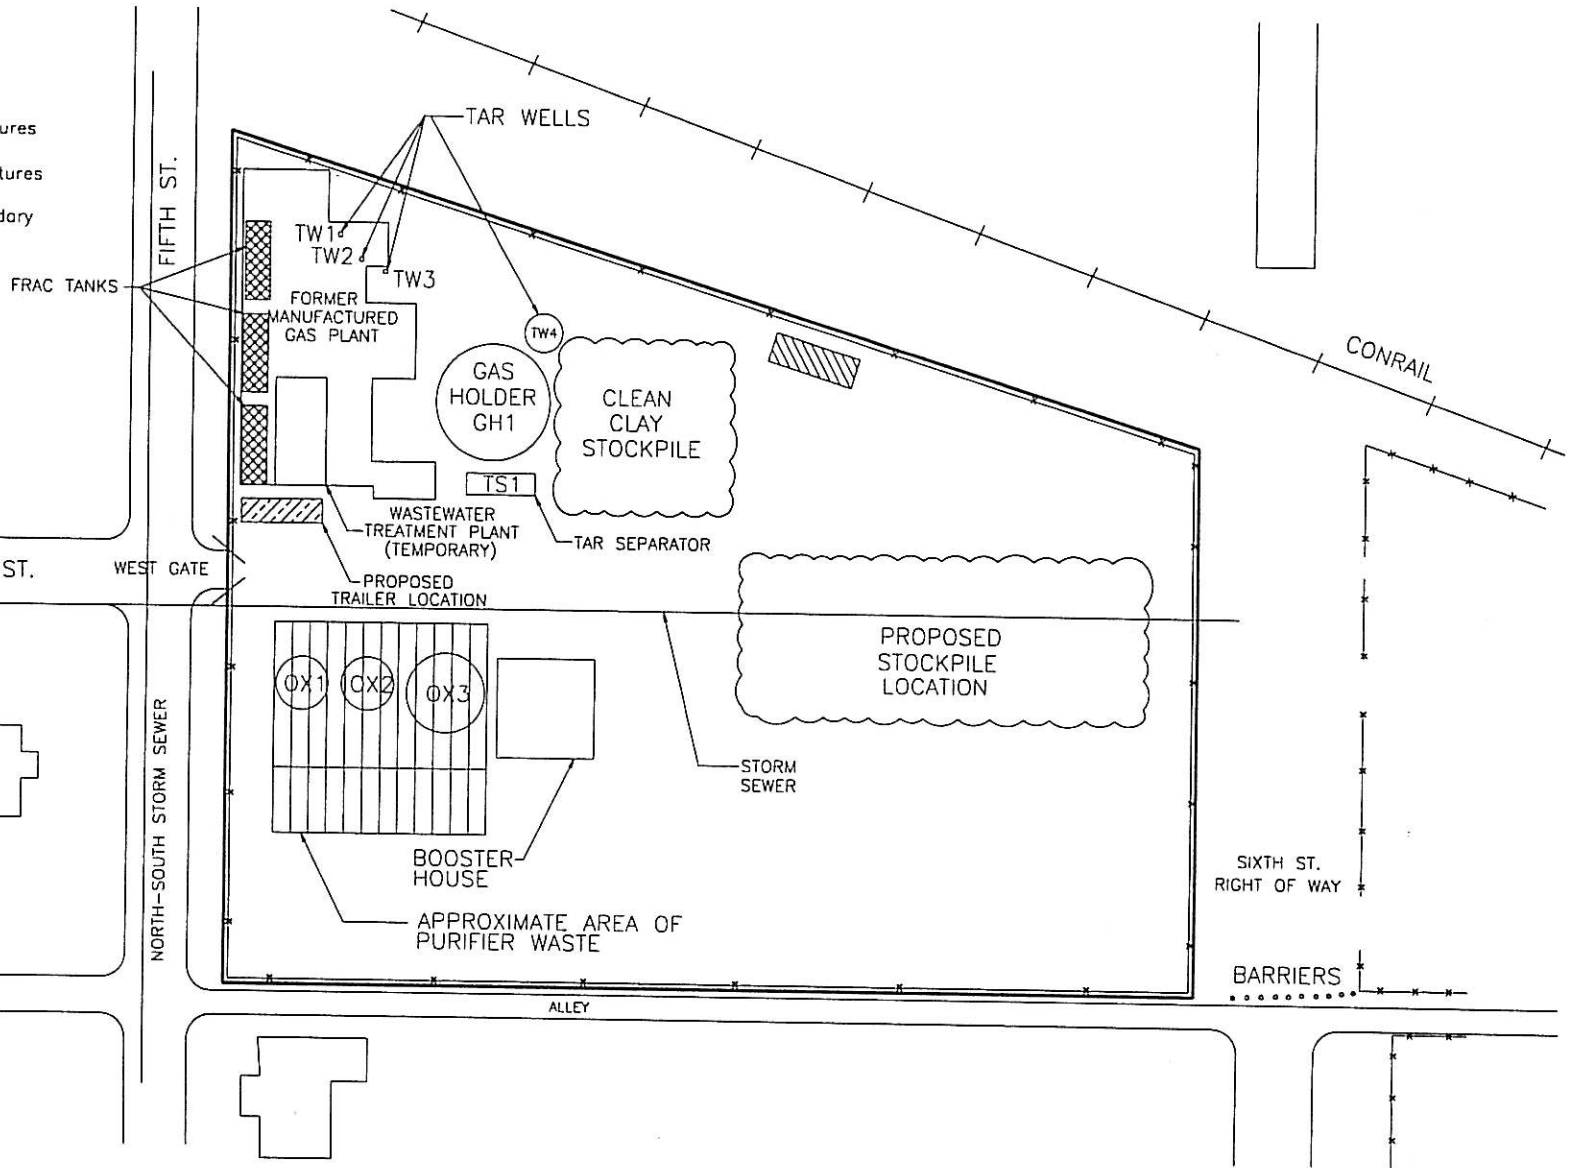 ures
tures
dary
FIFTH ST.
TAR WELLS
TW1
TW2
TW3
TW4
FRAC TANKS
FORMER
MANUFACTURED
GAS PLANT
GAS
HOLDER
GH1
CLEAN
CLAY
STOCKPILE
CONRAIL
TS1
WASTEWATER
TREATMENT PLANT
(TEMPORARY)
TAR SEPARATOR
ST.
WEST GATE
PROPOSED
TRAILER LOCATION
PROPOSED
STOCKPILE
LOCATION
OX1
OX2
OX3
NORTH-SOUTH STORM SEWER
STORM
SEWER
BOOSTER
HOUSE
APPROXIMATE AREA OF
PURIFIER WASTE
SIXTH ST.
RIGHT OF WAY
BARRIERS
ALLEY